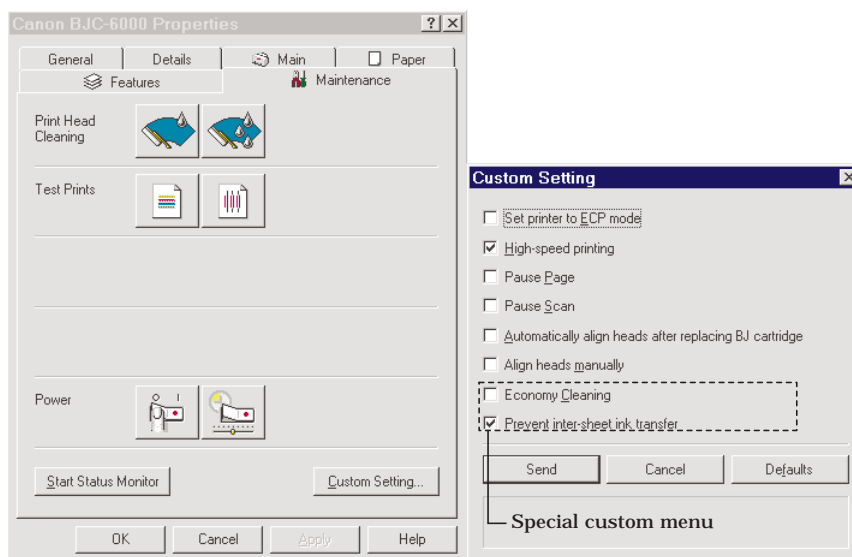 Canon BJC-6000 Properties
?
General
Details
Main
Paper
Features
Maintenance
Print Head
Cleaning
Test Prints
Power
Start Status Monitor
Custom Setting...
OK
Cancel
Apply
Help
Custom Setting
Set printer to ECP mode
High-speed printing
Pause Page
Pause Scan
Automatically align heads after replacing BJ cartridge
Align heads manually
Economy Cleaning
Prevent inter-sheet ink transfer
Send
Cancel
Defaults
Special custom menu